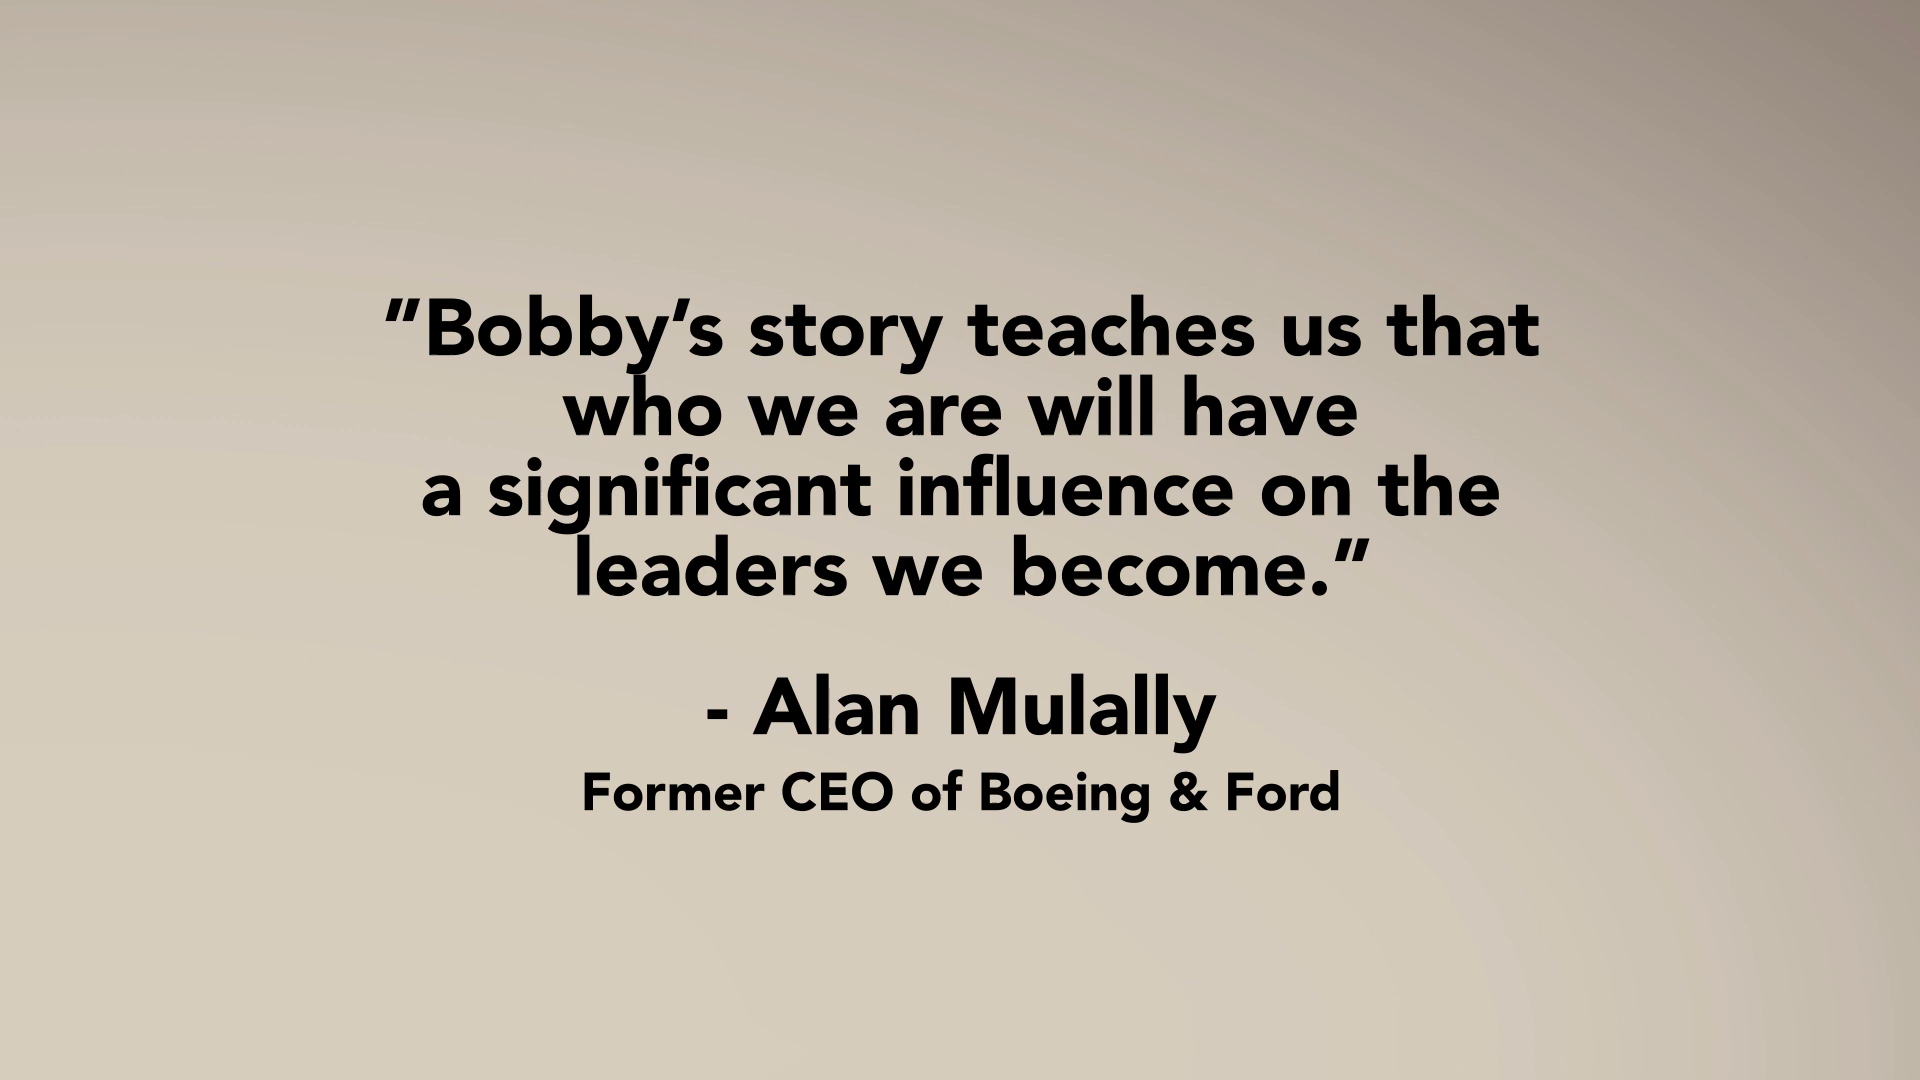 ”Bobby’s story teaches us that
who we are will have
a significant influence on the
leaders we become.”
- Alan Mulally
Former CEO of Boeing & Ford